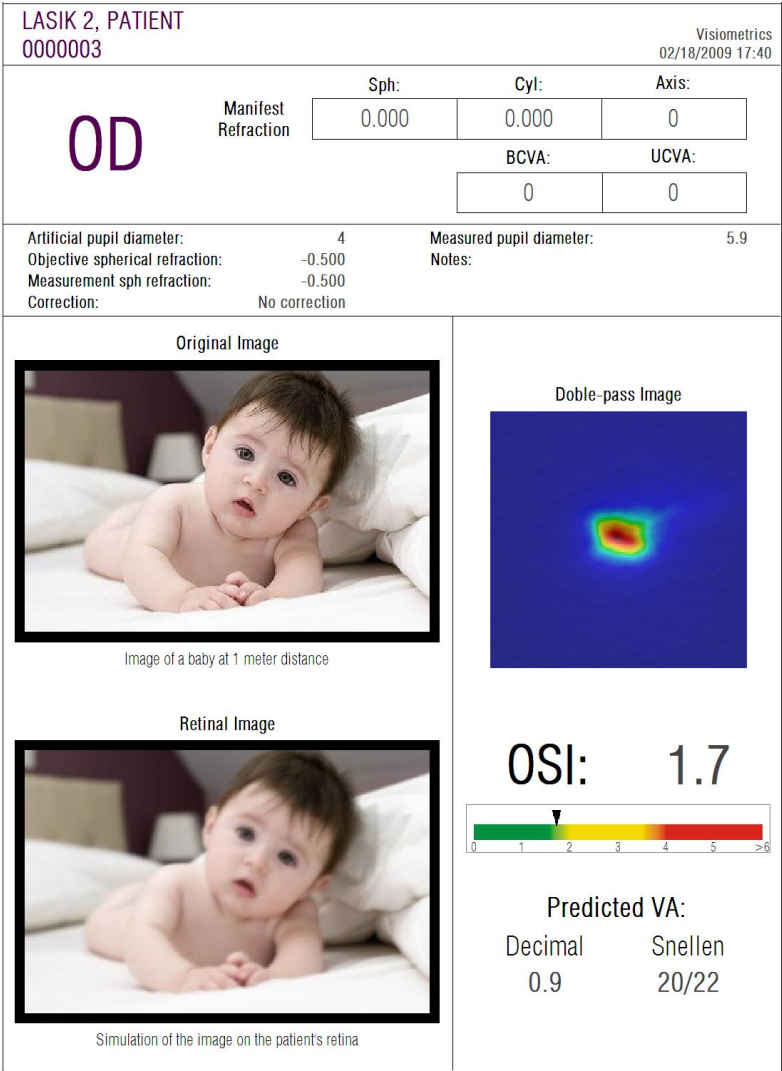 LASIK 2, PATIENT
0000003
Visiometrics
02/18/2009 17:40
OD
Manifest
Refraction
Sph: Cyl: Axis:
0.000 0.000 0
BCVA: UCVA:
0 0
Artificial pupil diameter: 4
Objective spherical refraction: -0.500
Measurement sph refraction: -0.500
Correction: No correction
Measured pupil diameter: 5.9
Notes:
Original Image
Image of a baby at 1 meter distance
Retinal Image
Simulation of the image on the patient's retina
Doble-pass Image
OSI: 1.7
0 1 2 3 4 5 >6
Predicted VA:
Decimal Snellen
0.9 20/22